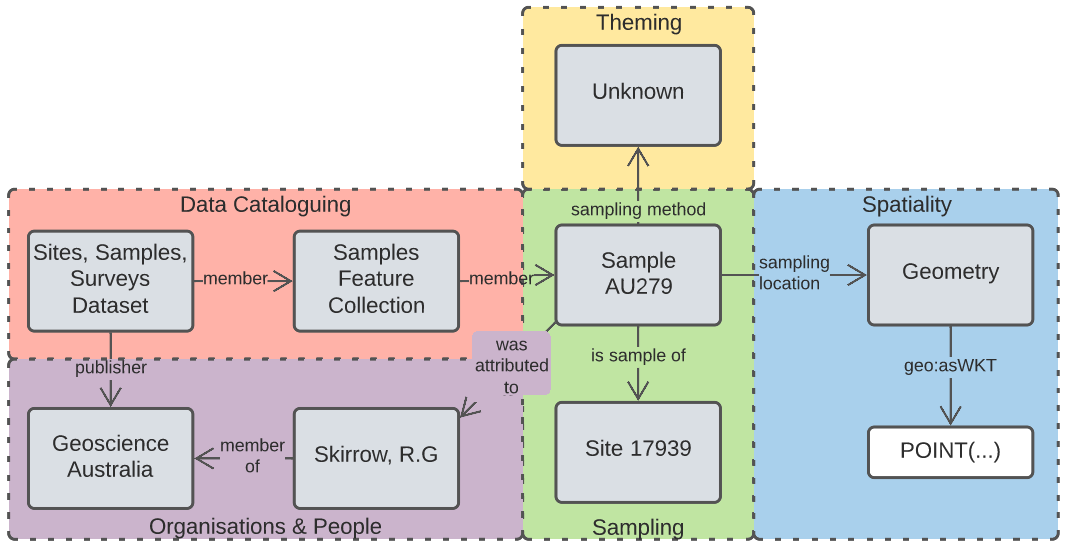 Theming
Unknown
sampling method
Data Cataloguing
Sites, Samples,
Surveys
Dataset
member
Samples
Feature
Collection
member
Sample
AU279
sampling
location
Spatiality
Geometry
publisher
was
attributed
to
is sample of
geo:asWKT
Geoscience
Australia
member
of
Skirrow, R.G
Site 17939
POINT(...)
Organisations & People
Sampling